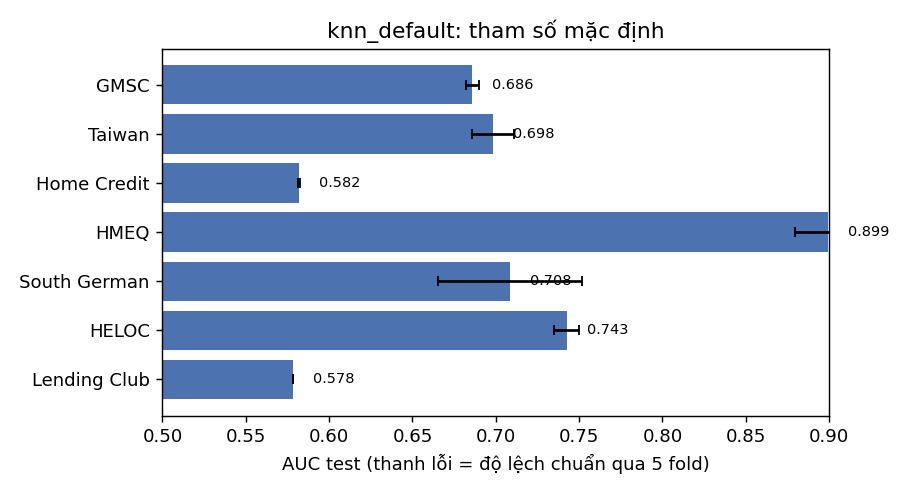 knn_default: tham số mặc định
GMSC 0.686
Taiwan 0.698
Home Credit 0.582
HMEQ 0.899
South German 0.708
HELOC 0.743
Lending Club 0.578
0.50 0.55 0.60 0.65 0.70 0.75 0.80 0.85 0.90
AUC test (thanh lỗi = độ lệch chuẩn qua 5 fold)